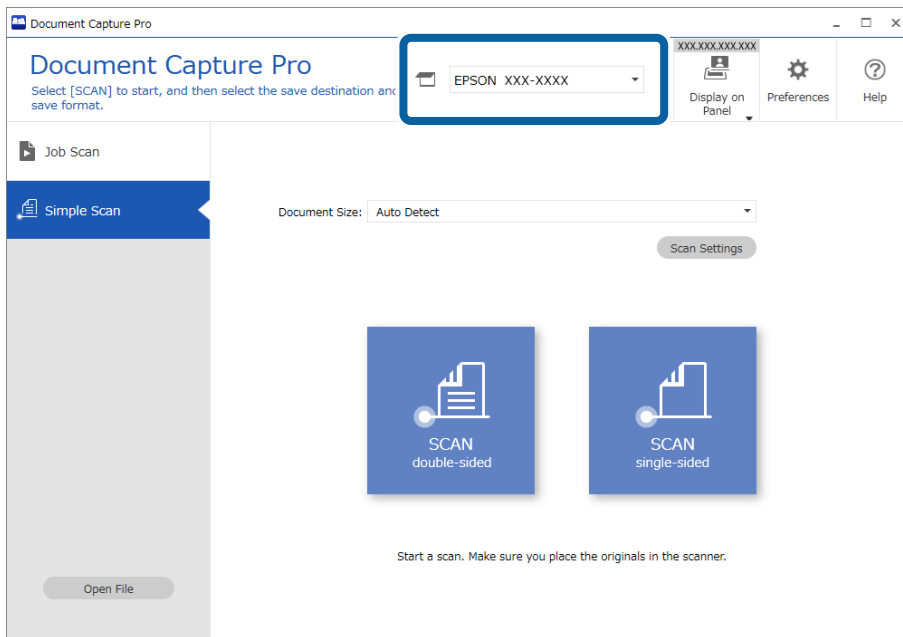 Document Capture Pro
Document Capture Pro
Select [SCAN] to start, and then select the save destination and
save format.
EPSON XXX-XXXX
XXX.XXX.XXX.XXX
Display on
Panel
Preferences
Help
Job Scan
Simple Scan
Document Size: Auto Detect
Scan Settings
SCAN
double-sided
SCAN
single-sided
Start a scan. Make sure you place the originals in the scanner.
Open File